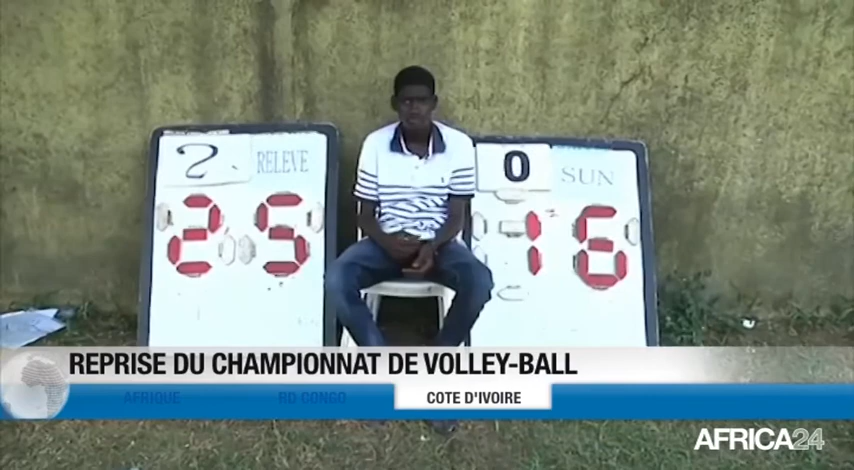 2 RELEVE
0 SUN
25
16
REPRISE DU CHAMPIONNAT DE VOLLEY-BALL
AFRIQUE RD CONGO COTE D'IVOIRE
AFRICA24